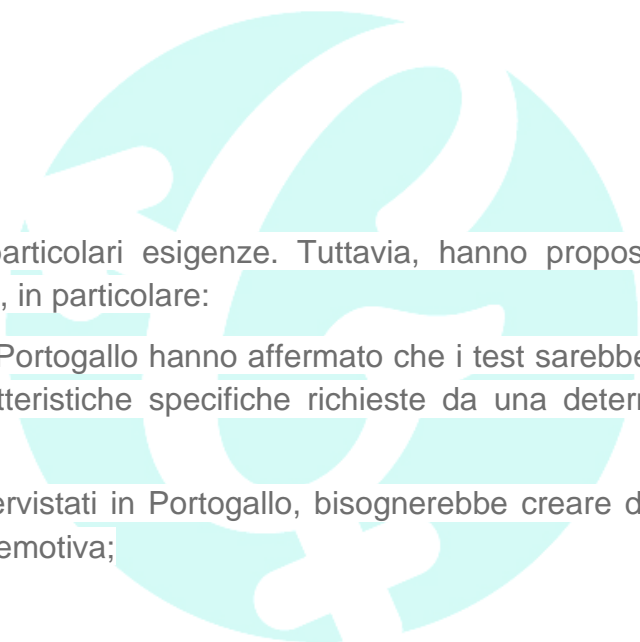 particolari esigenze. Tuttavia, hanno propos
, in particolare:
Portogallo hanno affermato che i test sarebbe
tteristiche specifiche richieste da una deter
ervistati in Portogallo, bisognerebbe creare d
emotiva;